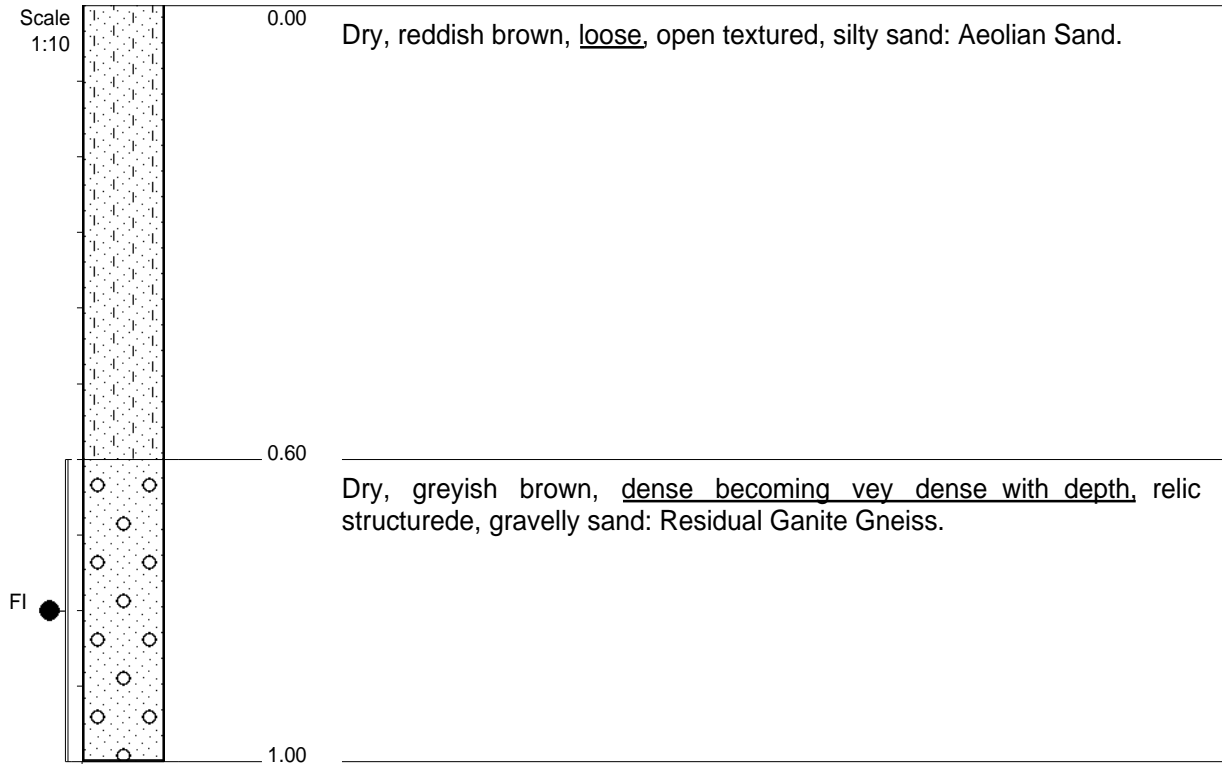 Scale
1:10
0.00
Dry, reddish brown, loose, open textured, silty sand: Aeolian Sand.
0.60
Dry, greyish brown, dense becoming vey dense with depth, relic
structurede, gravelly sand: Residual Ganite Gneiss.
FI
1.00